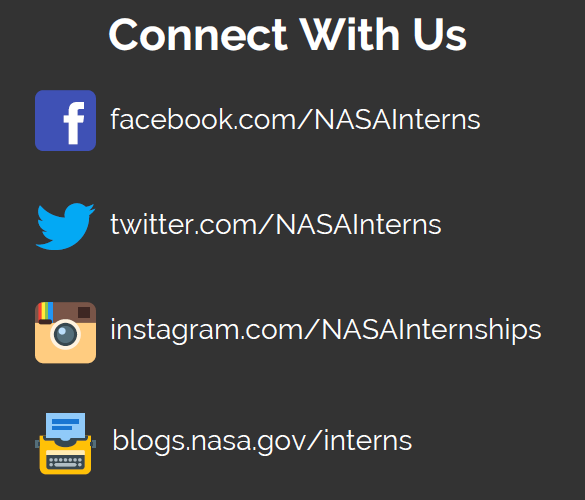 Connect With Us
facebook.com/NASAInterns
twitter.com/NASAInterns
instagram.com/NASAInternships
blogs.nasa.gov/interns